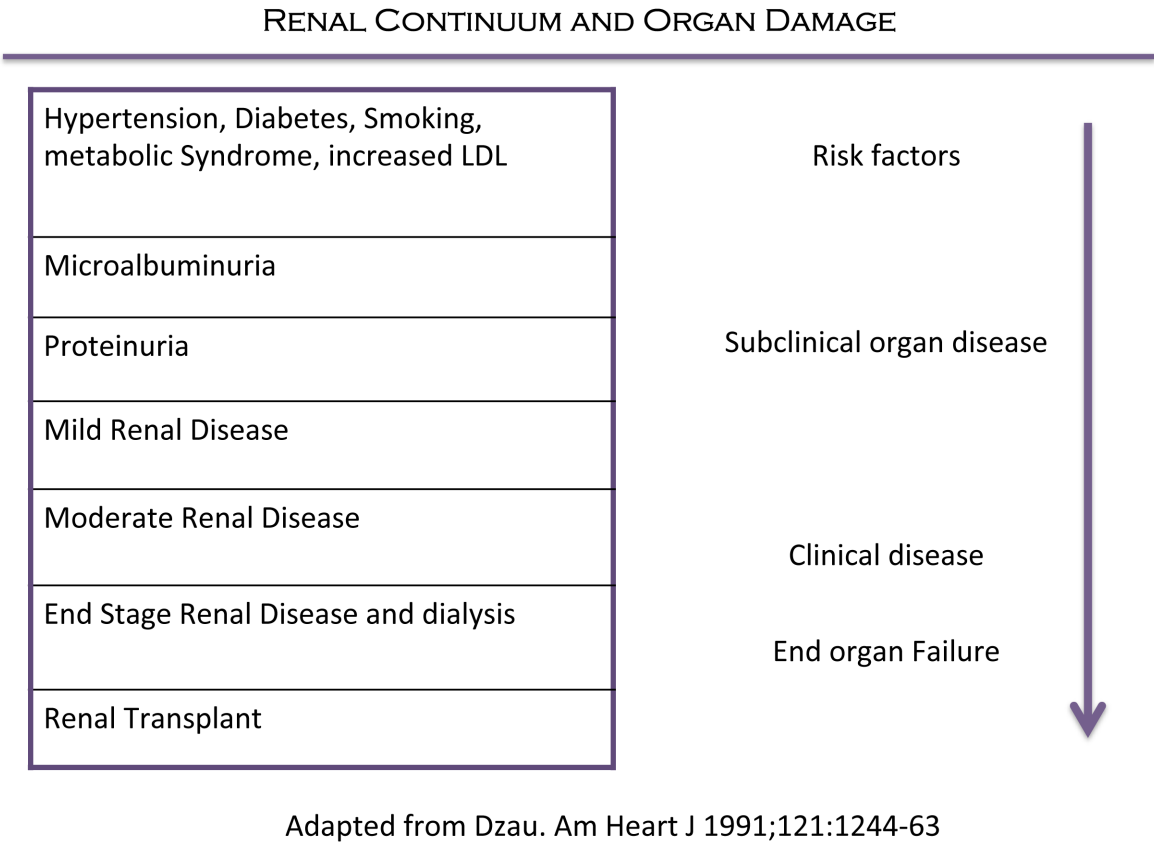 Renal Continuum and Organ Damage
Hypertension, Diabetes, Smoking,
metabolic Syndrome, increased LDL
Risk factors
Microalbuminuria
Proteinuria
Subclinical organ disease
Mild Renal Disease
Moderate Renal Disease
Clinical disease
End Stage Renal Disease and dialysis
End organ Failure
Renal Transplant
Adapted from Dzau. Am Heart J 1991;121:1244-63